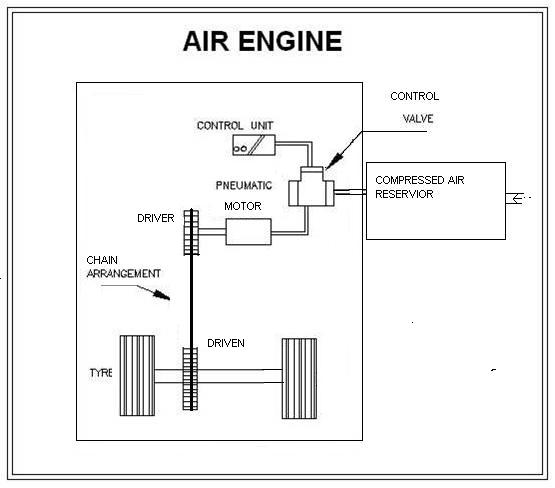 AIR ENGINE
CONTROL
VALVE
CONTROL UNIT
PNEUMATIC
MOTOR
COMPRESSED AIR
RESERVIOR
DRIVER
CHAIN
ARRANGEMENT
DRIVEN
TYRE